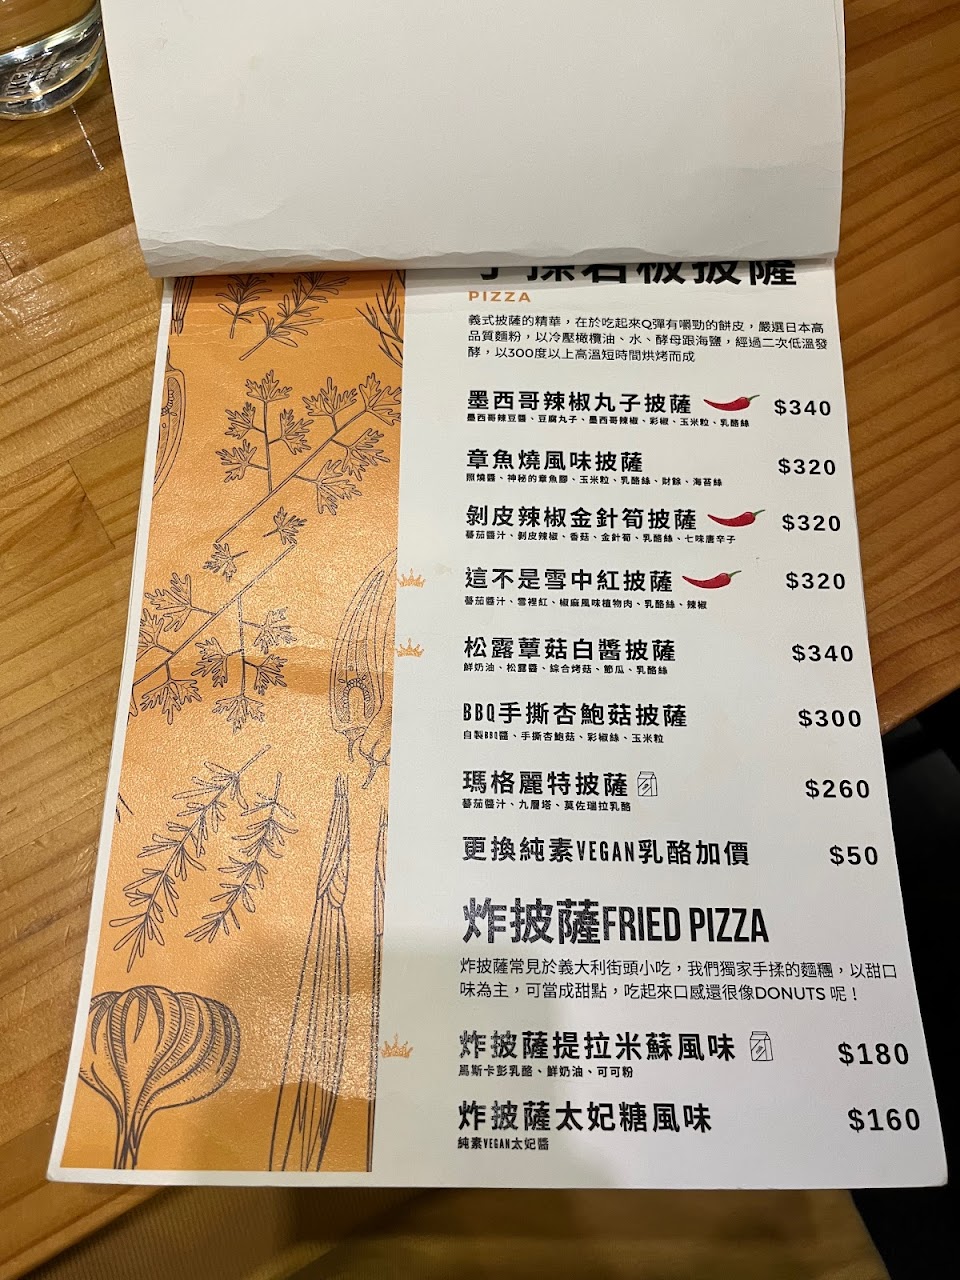 手揉岩板披薩
PIZZA
義式披薩的精華，在於吃起來Q彈有嚼勁的餅皮，嚴選日本高
品質麵粉，以冷壓橄欖油、水、酵母跟海鹽，經過二次低溫發
酵，以300度以上高溫短時間烘烤而成
墨西哥辣椒丸子披薩 $340
墨西哥辣豆醬、豆腐丸子、墨西哥辣椒、彩椒、玉米粒、乳酪絲
章魚燒風味披薩 $320
照燒醬、神秘的章魚膠、玉米粒、乳酪絲、財餘、海苔絲
剝皮辣椒金針筍披薩 $320
蕃茄醬汁、剝皮辣椒、香菇、金針筍、乳酪絲、七味唐辛子
這不是雪中紅披薩 $320
蕃茄醬汁、雪裡紅、椒麻風味植物肉、乳酪絲、辣椒
松露蕈菇白醬披薩 $340
鮮奶油、松露醬、綜合烤菇、節瓜、乳酪絲
BBQ手撕杏鮑菇披薩 $300
自製BBQ醬、手撕杏鮑菇、彩椒絲、玉米粒
瑪格麗特披薩 $260
蕃茄醬汁、九層塔、莫佐瑞拉乳酪
更換純素VEGAN乳酪加價 $50
炸披薩FRIED PIZZA
炸披薩常見於義大利街頭小吃，我們獨家手揉的麵糰，以甜口
味為主，可當成甜點，吃起來口感還很像DONUTS 呢！
炸披薩提拉米蘇風味 $180
馬斯卡彭乳酪、鮮奶油、可可粉
炸披薩太妃糖風味 $160
純素VEGAN太妃醬